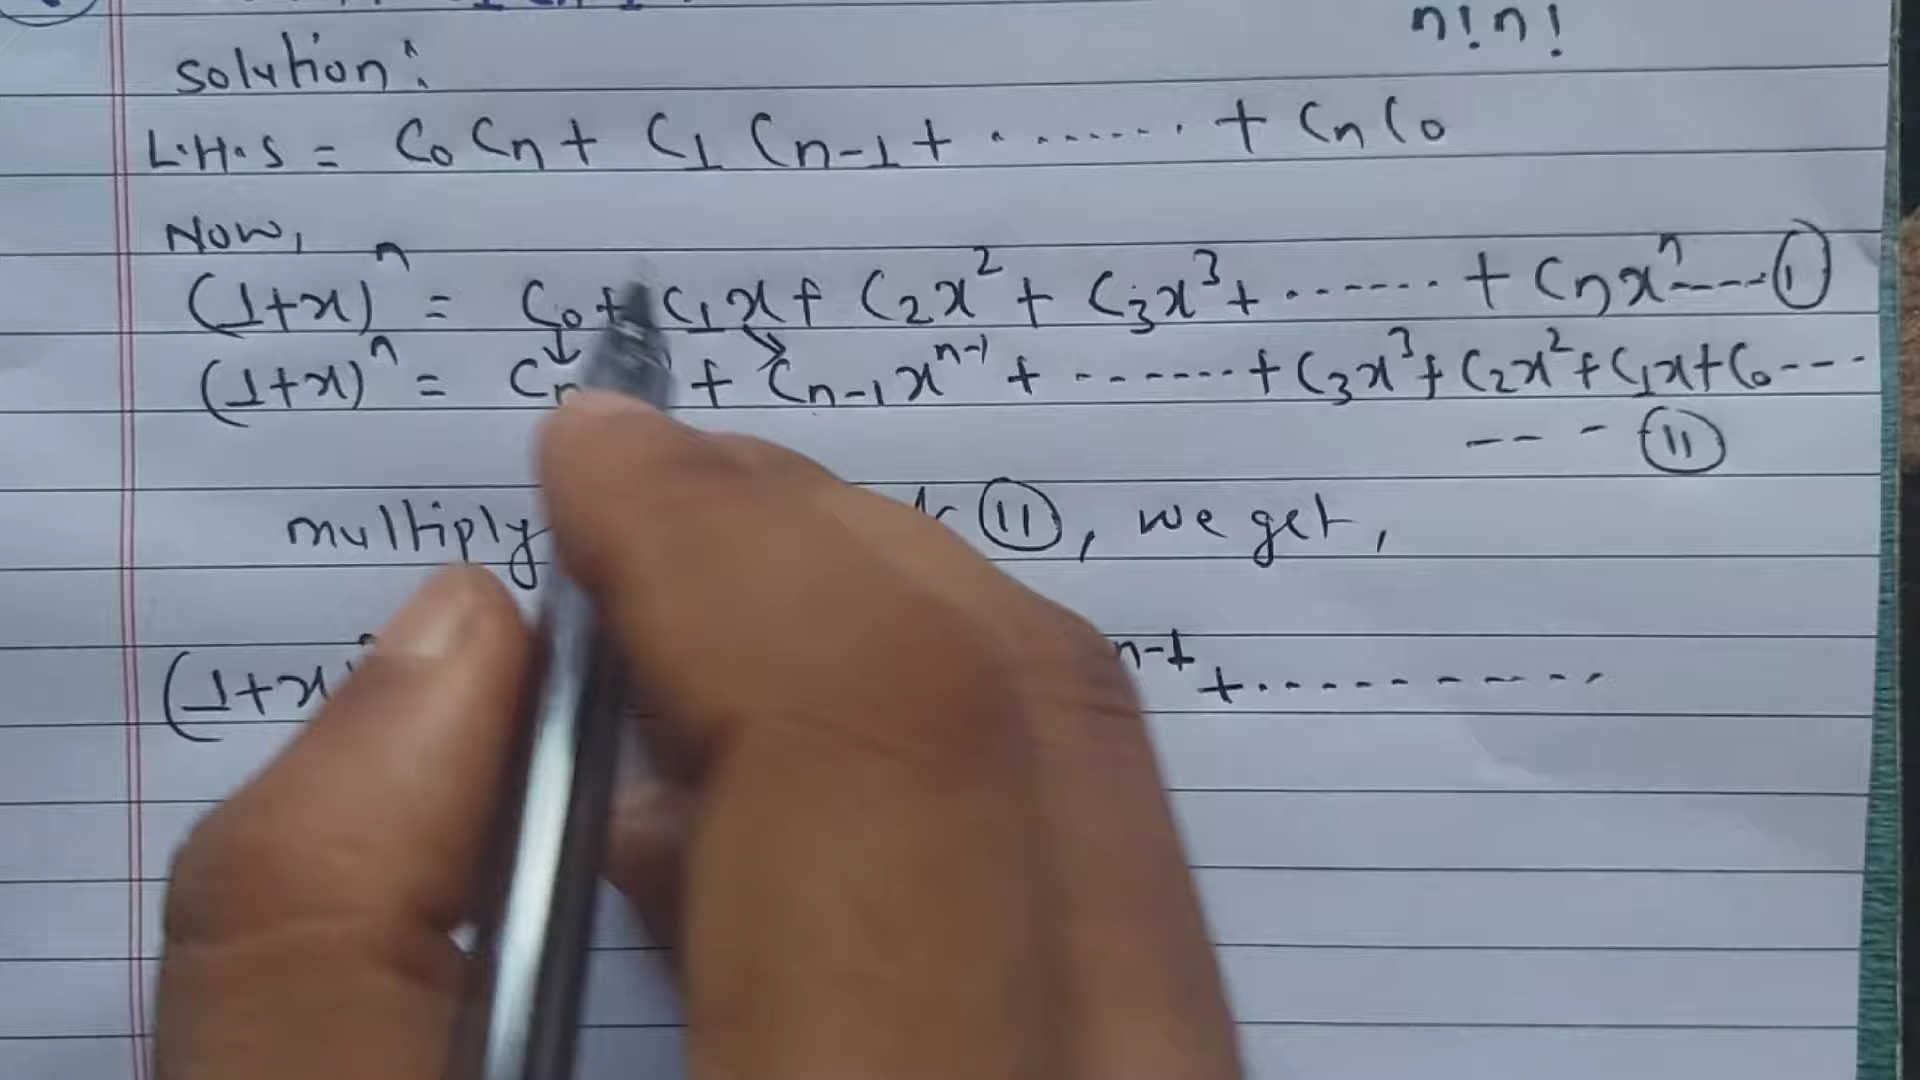 n!n!
Solution:
L.H.S = C₀Cₙ + C₁Cₙ₋₁ + ....... + CₙC₀
Now,
(1+x)ⁿ = C₀ + C₁x + C₂x² + C₃x³ + ....... + Cₙxⁿ ---- (I)
(1+x)ⁿ = Cₙ + Cₙ₋₁xⁿ⁻¹ + ....... + C₃x³ + C₂x² + C₁x + C₀ ---
--- (II)
multiply (II), we get,
(1+x n-1 + ..........